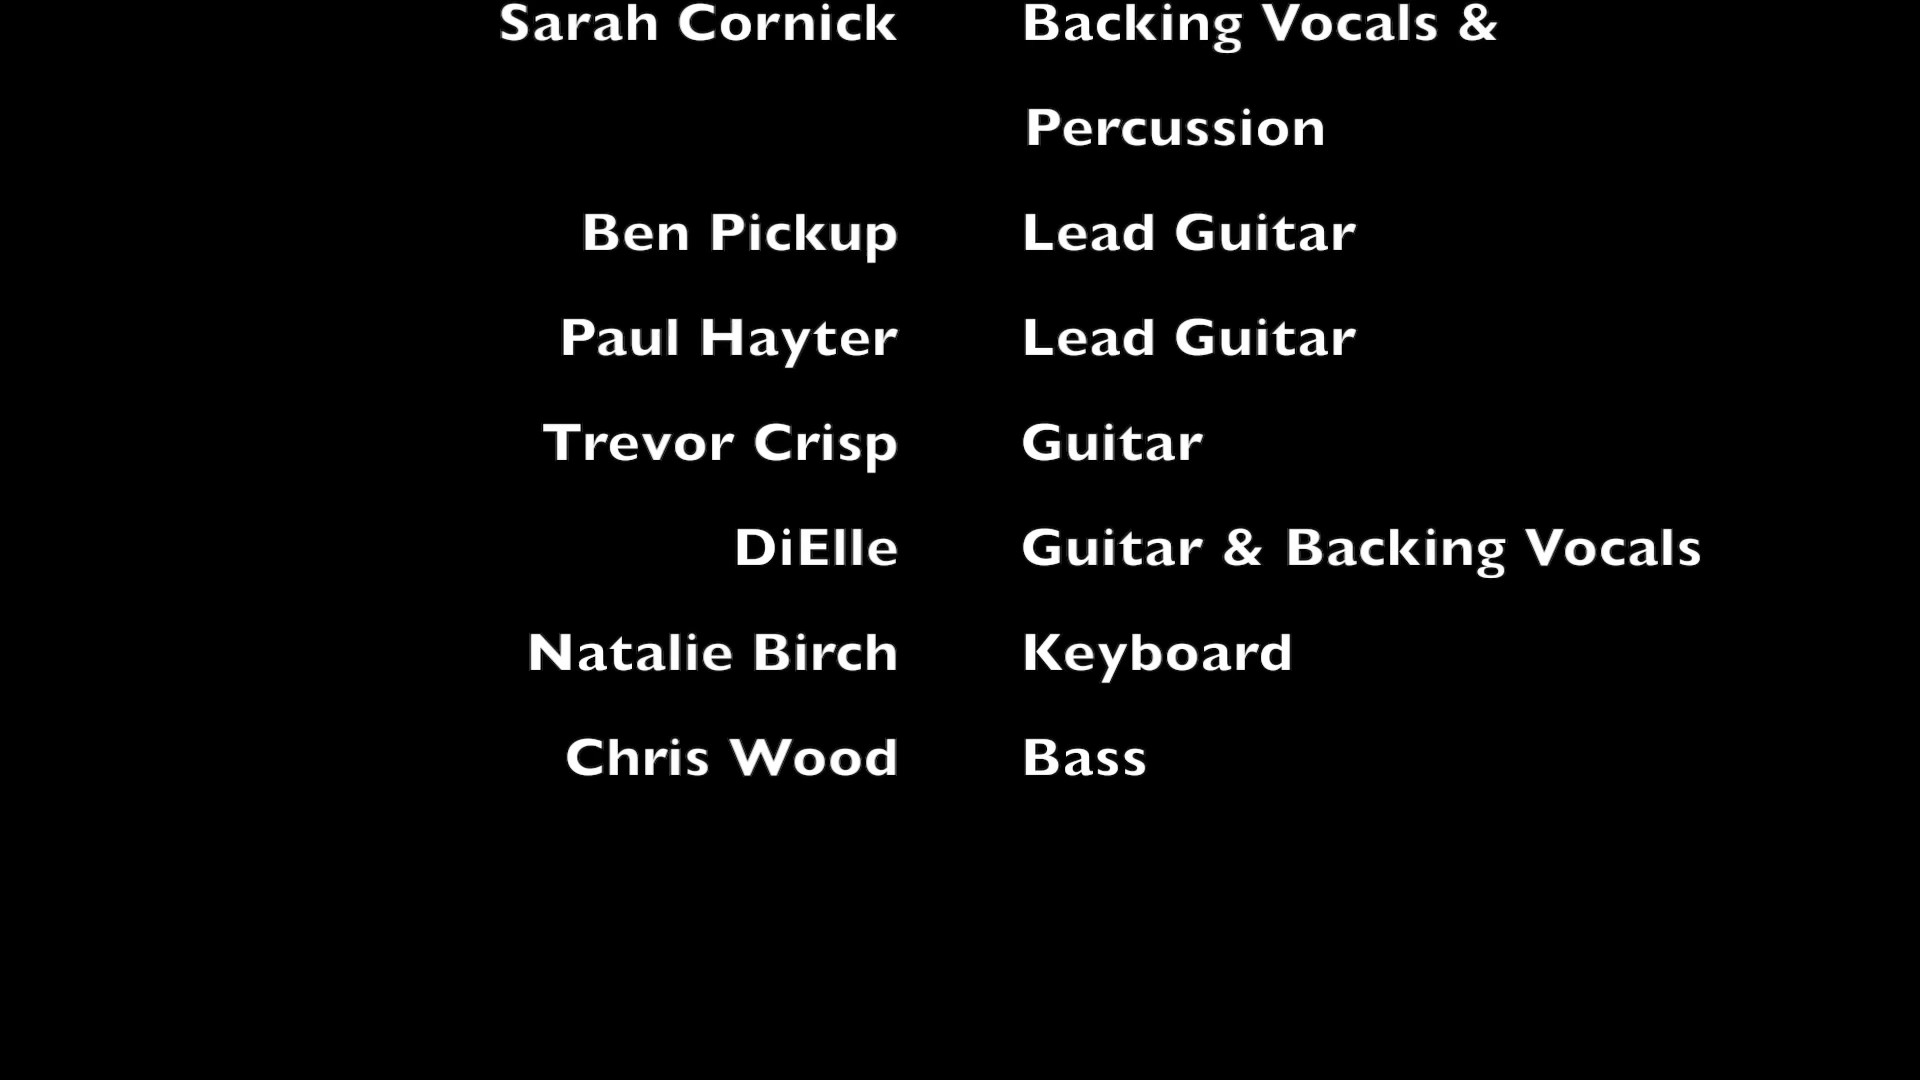 Sarah Cornick Backing Vocals &
Percussion
Ben Pickup Lead Guitar
Paul Hayter Lead Guitar
Trevor Crisp Guitar
DiElle Guitar & Backing Vocals
Natalie Birch Keyboard
Chris Wood Bass